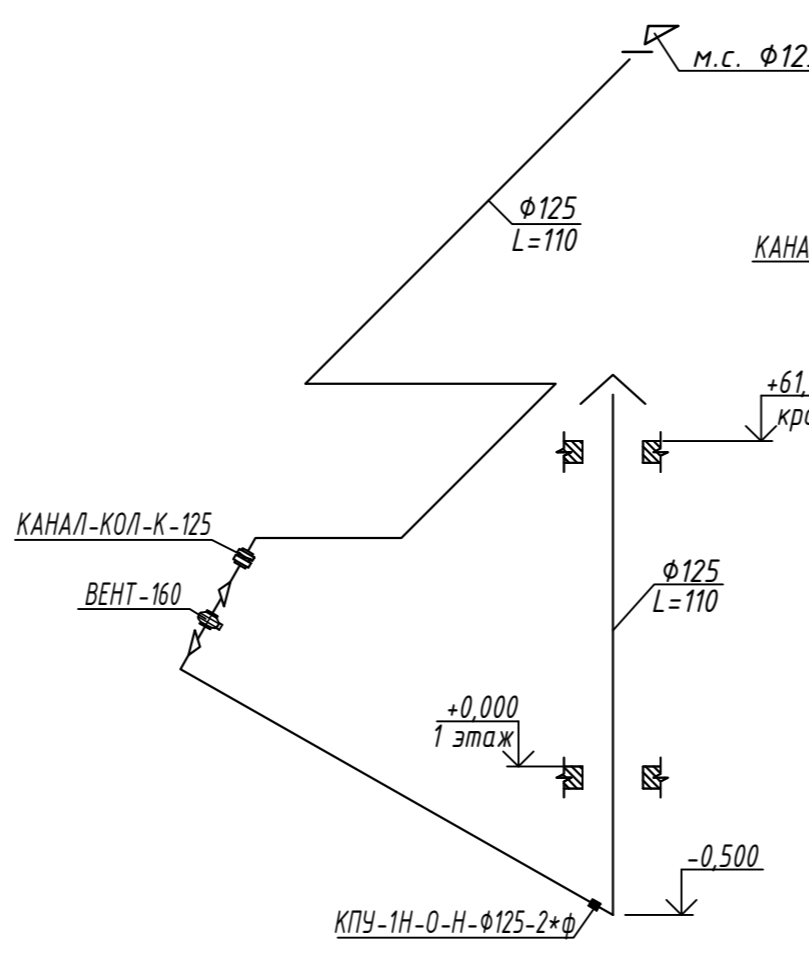 м.с. Ф12
Ф125
L=110
КАНА
+61,
кро
КАНАЛ-КОЛ-К-125
ВЕНТ-160
Ф125
L=110
+0,000
1 этаж
-0,500
КПУ-1Н-О-Н-Ф125-2*ф